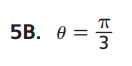 5B. θ = π/3